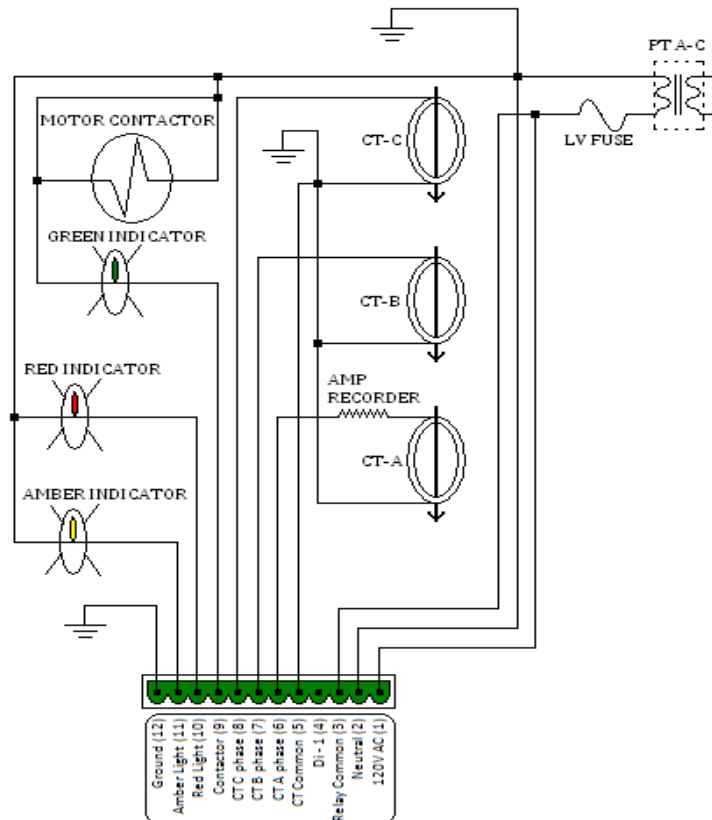 PT A-C
MOTOR CONTACTOR
CT-C
LV FUSE
GREEN INDICATOR
CT-B
RED INDICATOR
AMP
RECORDER
CT-A
AMBER INDICATOR
Ground (12)
Amber Light (11)
Red Light (10)
Contactor (9)
CT C phase (8)
CT B phase (7)
CT A phase (6)
CT Common (5)
Di - 1 (4)
Relay Common (3)
Neutral (2)
120V AC (1)